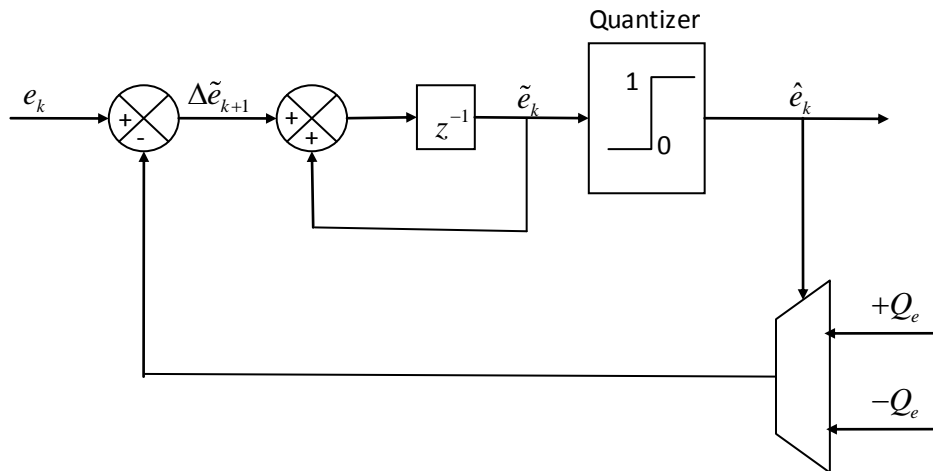 Quantizer
e_k
+
-
Δẽ_{k+1}
+
+
z^{-1}
ẽ_k
1
0
ê_k
+Q_e
−Q_e